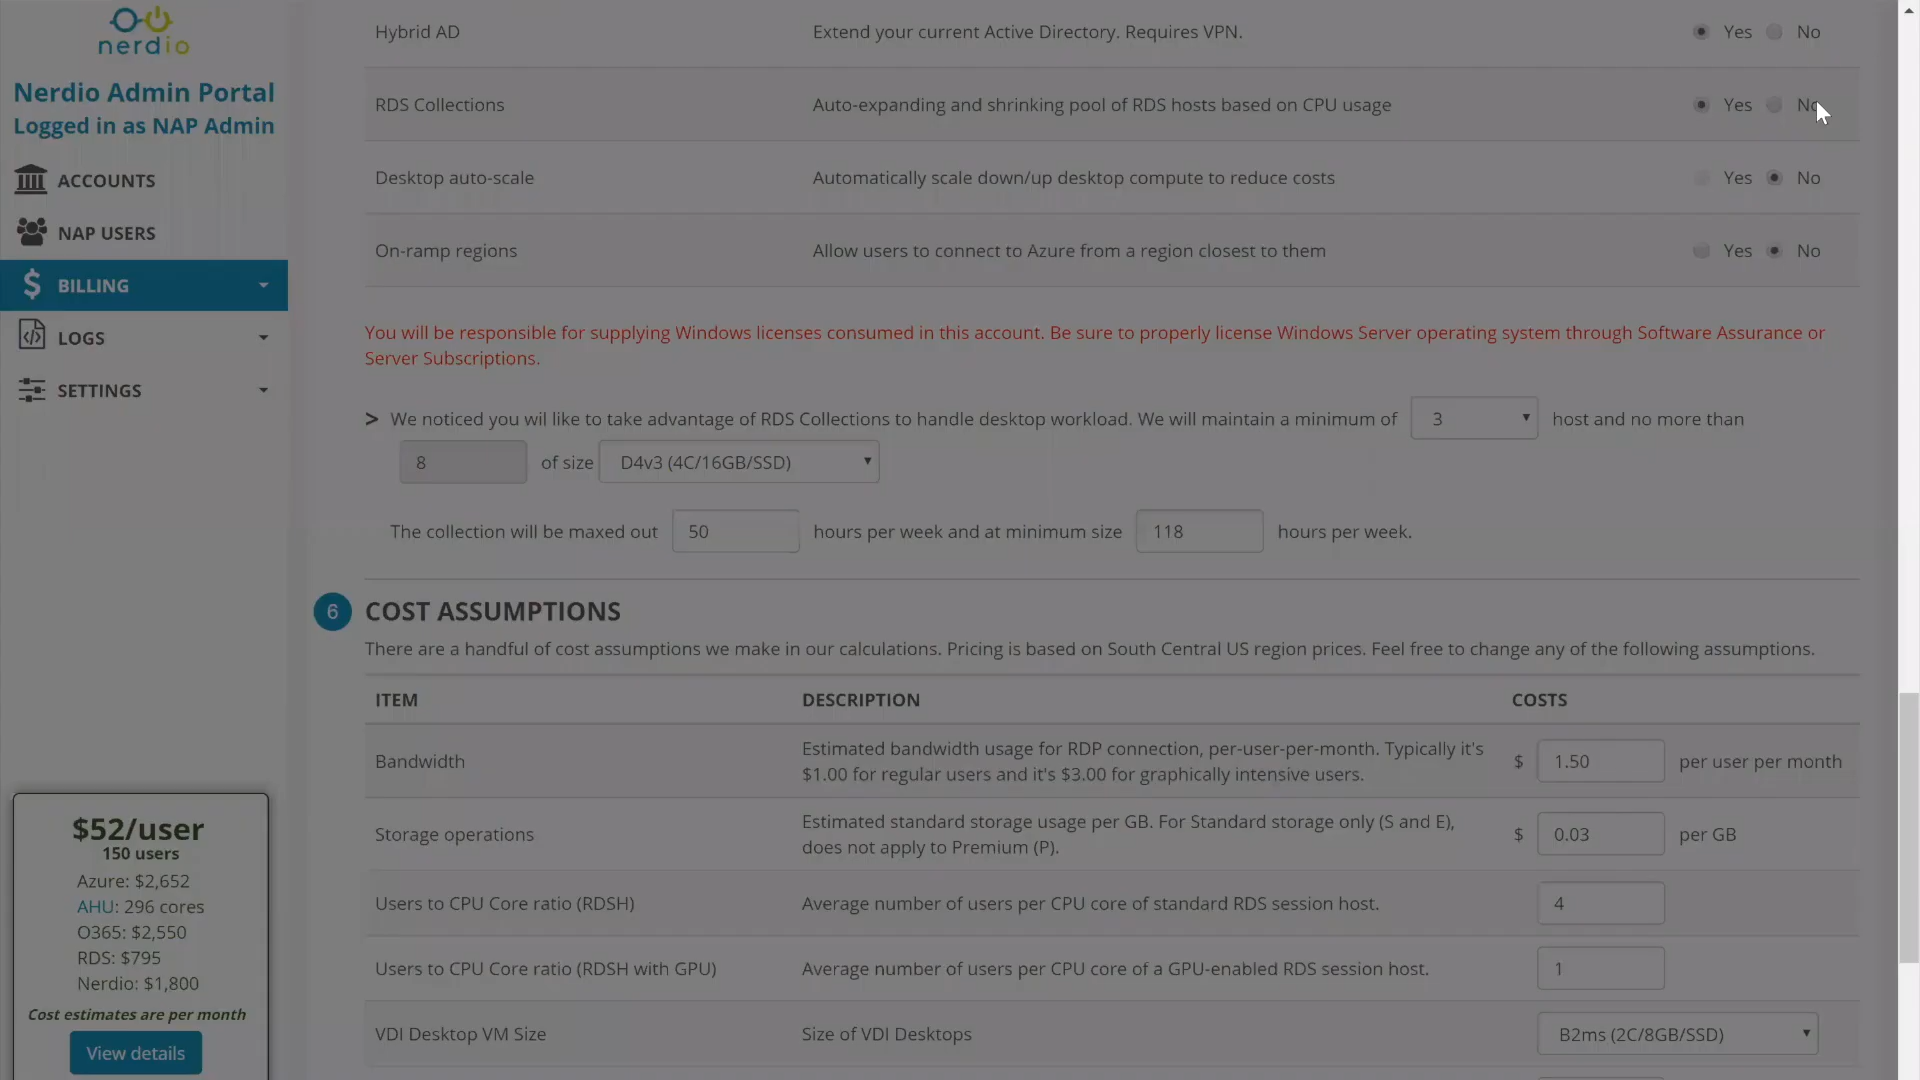 nerdio
Nerdio Admin Portal
Logged in as NAP Admin
ACCOUNTS
NAP USERS
BILLING
LOGS
SETTINGS
$52/user
150 users
Azure: $2,652
AHU: 296 cores
O365: $2,550
RDS: $795
Nerdio: $1,800
Cost estimates are per month
View details
Hybrid AD Extend your current Active Directory. Requires VPN. Yes No
RDS Collections Auto-expanding and shrinking pool of RDS hosts based on CPU usage Yes No
Desktop auto-scale Automatically scale down/up desktop compute to reduce costs Yes No
On-ramp regions Allow users to connect to Azure from a region closest to them Yes No
You will be responsible for supplying Windows licenses consumed in this account. Be sure to properly license Windows Server operating system through Software Assurance or
Server Subscriptions.
> We noticed you wil like to take advantage of RDS Collections to handle desktop workload. We will maintain a minimum of 3 host and no more than
8 of size D4v3 (4C/16GB/SSD)
The collection will be maxed out 50 hours per week and at minimum size 118 hours per week.
6 COST ASSUMPTIONS
There are a handful of cost assumptions we make in our calculations. Pricing is based on South Central US region prices. Feel free to change any of the following assumptions.
ITEM DESCRIPTION COSTS
Bandwidth Estimated bandwidth usage for RDP connection, per-user-per-month. Typically it's
$1.00 for regular users and it's $3.00 for graphically intensive users. $ 1.50 per user per month
Storage operations Estimated standard storage usage per GB. For Standard storage only (S and E),
does not apply to Premium (P). $ 0.03 per GB
Users to CPU Core ratio (RDSH) Average number of users per CPU core of standard RDS session host. 4
Users to CPU Core ratio (RDSH with GPU) Average number of users per CPU core of a GPU-enabled RDS session host. 1
VDI Desktop VM Size Size of VDI Desktops B2ms (2C/8GB/SSD)